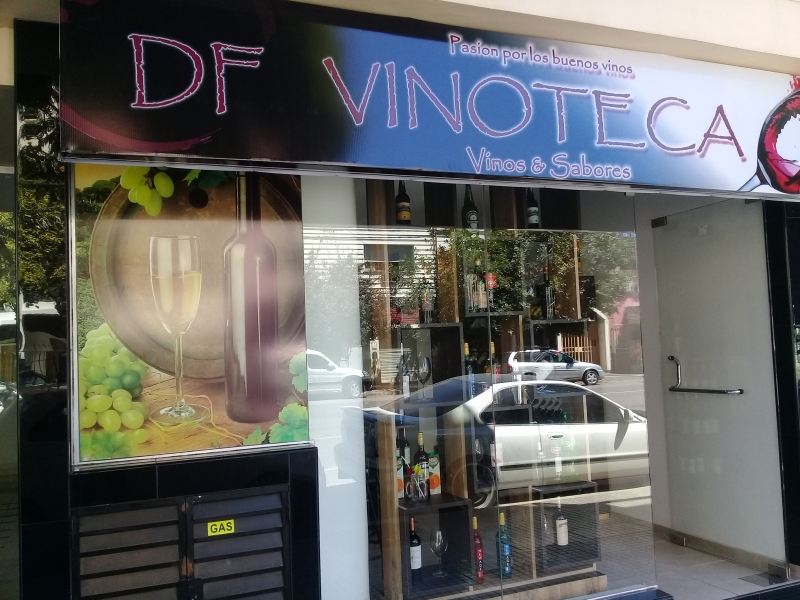 Pasion por los buenos vinos
DF VINOTECA
Vinos & Sabores
GAS